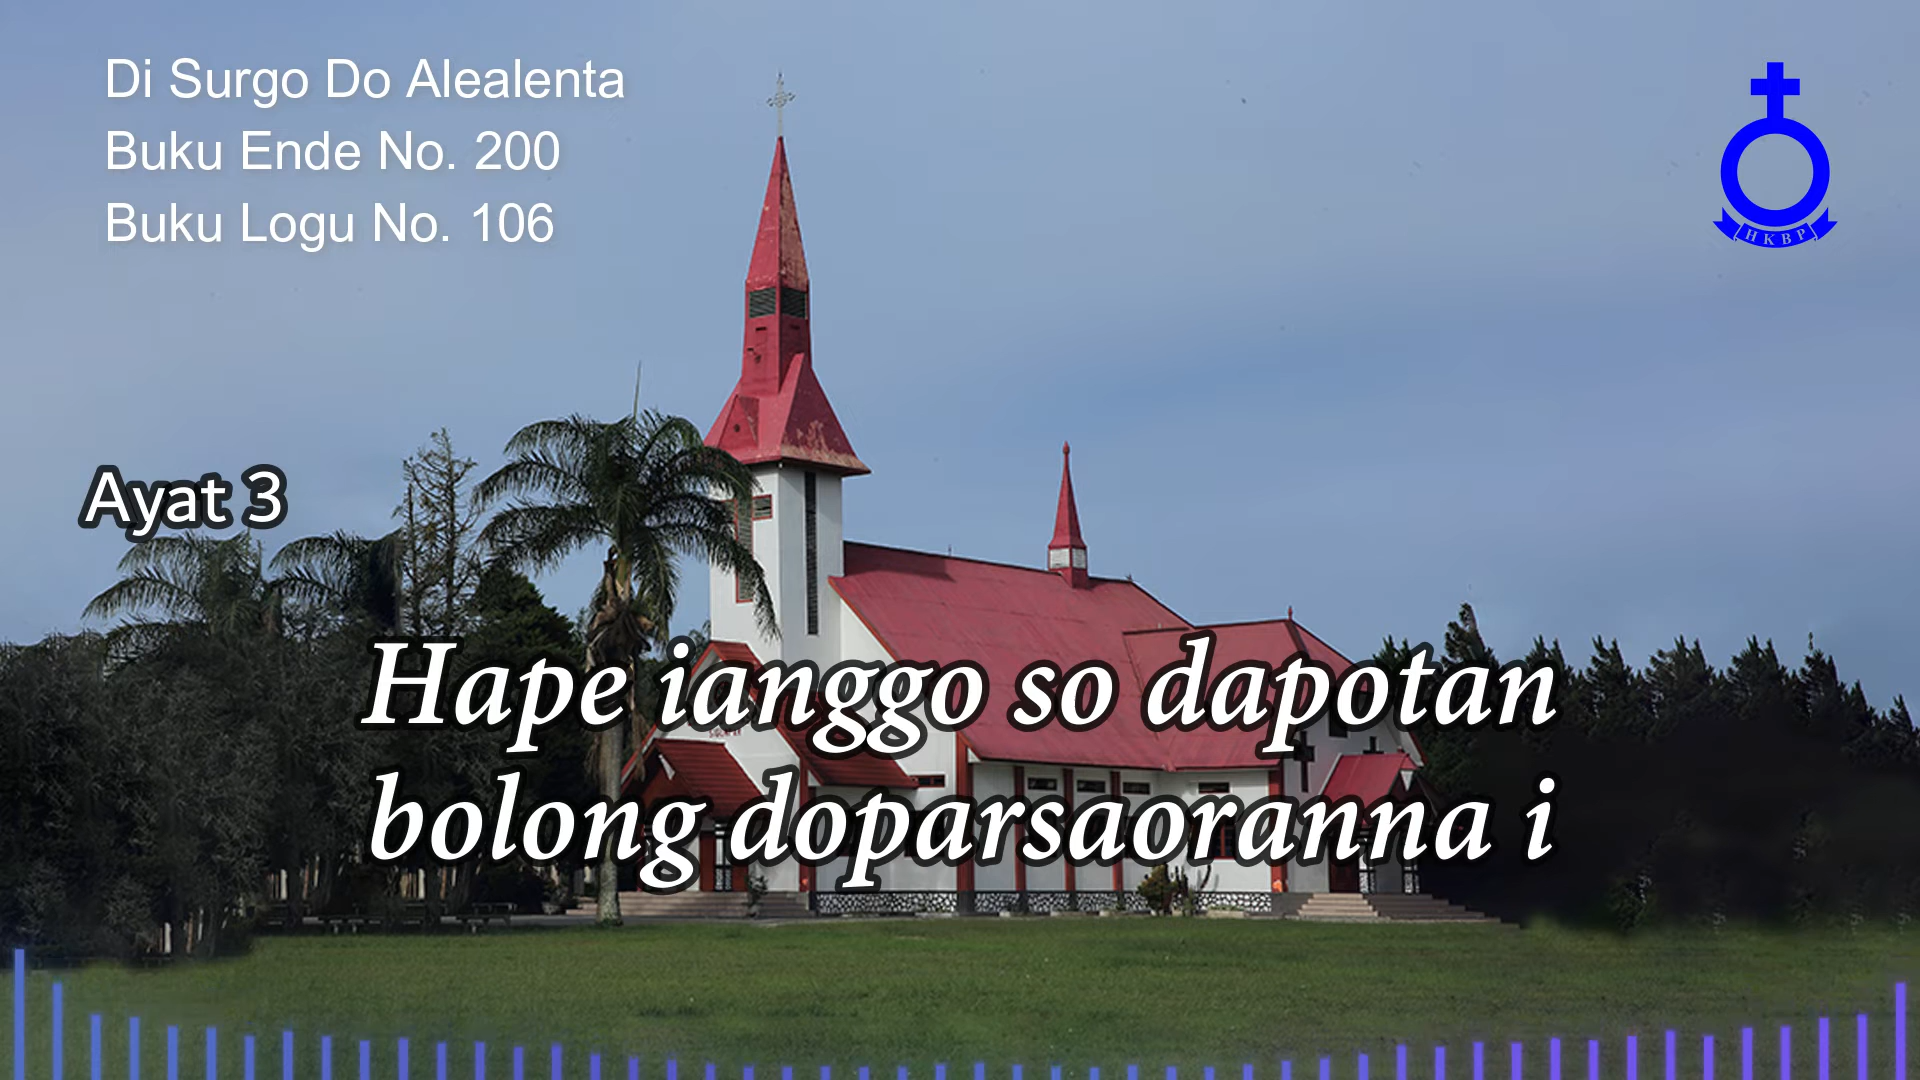 Di Surgo Do Alealenta
Buku Ende No. 200
Buku Logu No. 106
HKBP
Ayat 3
Hape ianggo so dapotan
bolong doparsaoranna i